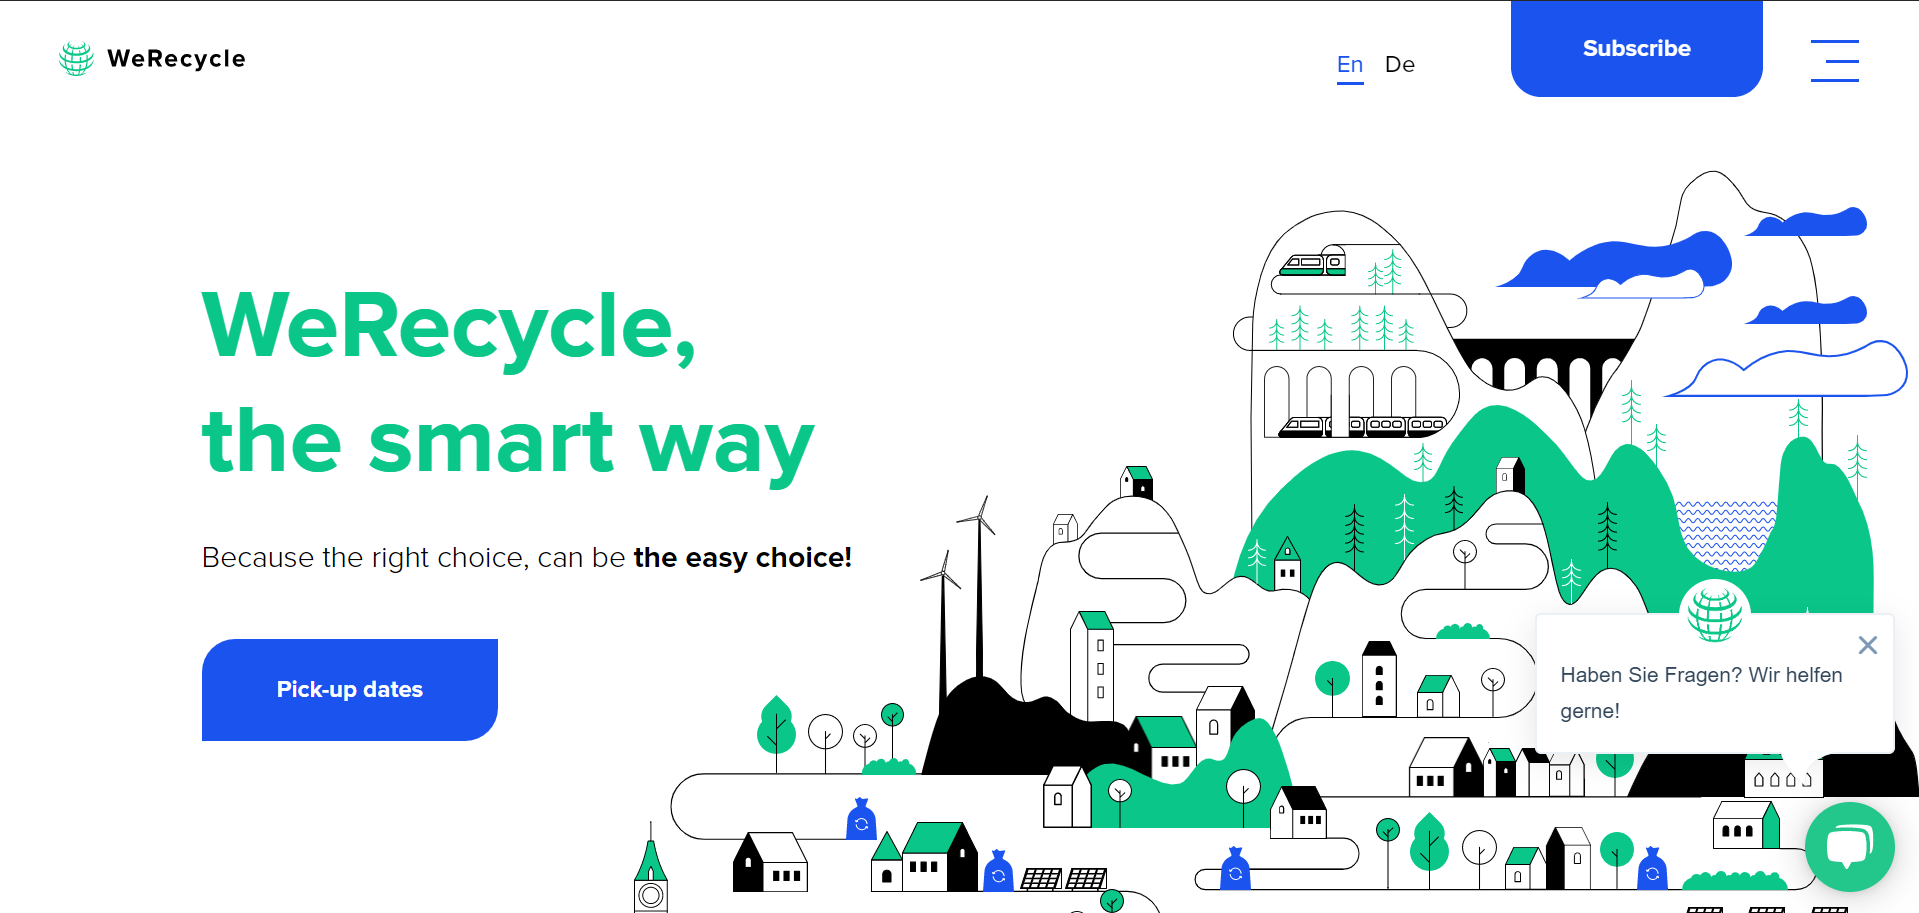 WeRecycle
En De
Subscribe
WeRecycle,
the smart way
Because the right choice, can be the easy choice!
Pick-up dates
Haben Sie Fragen? Wir helfen
gerne!